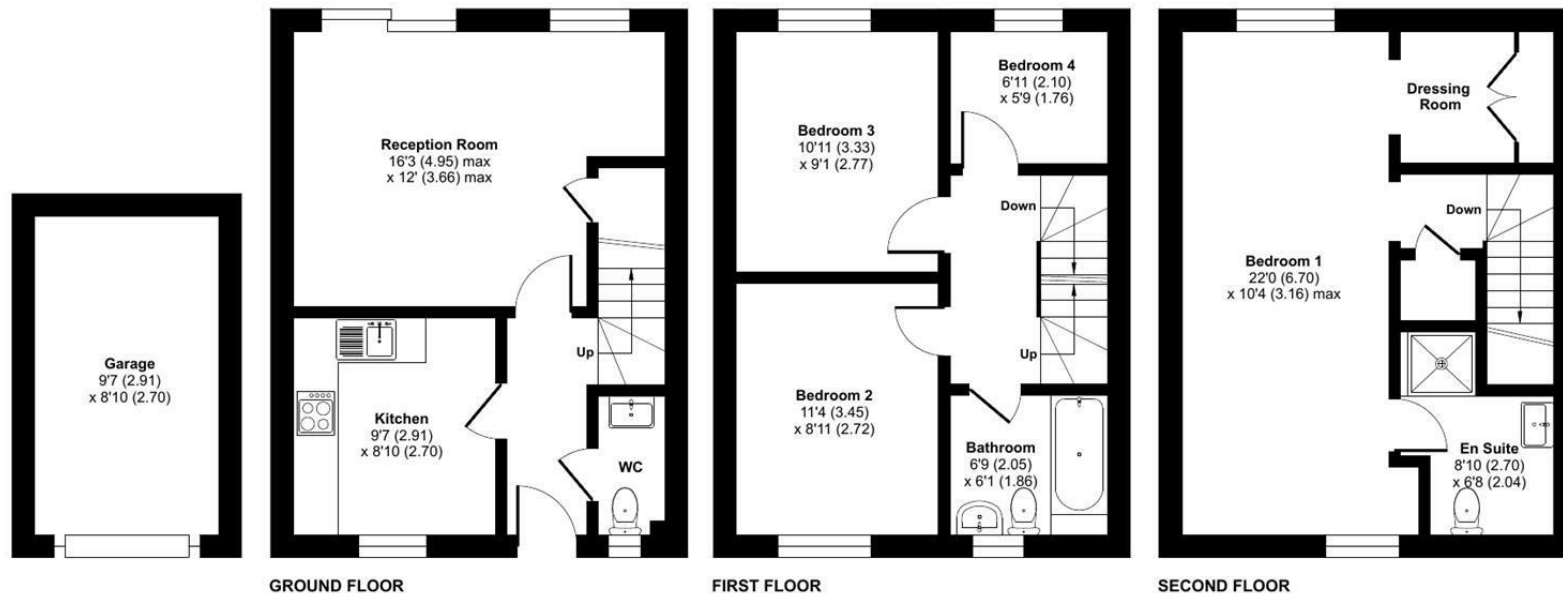 Garage
9'7 (2.91)
x 8'10 (2.70)
Reception Room
16'3 (4.95) max
x 12' (3.66) max
Up
Kitchen
9'7 (2.91)
x 8'10 (2.70)
WC
GROUND FLOOR
Bedroom 4
6'11 (2.10)
x 5'9 (1.76)
Bedroom 3
10'11 (3.33)
x 9'1 (2.77)
Down
Up
Bedroom 2
11'4 (3.45)
x 8'11 (2.72)
Bathroom
6'9 (2.05)
x 6'1 (1.86)
FIRST FLOOR
Dressing
Room
Down
Bedroom 1
22'0 (6.70)
x 10'4 (3.16) max
En Suite
8'10 (2.70)
x 6'8 (2.04)
SECOND FLOOR